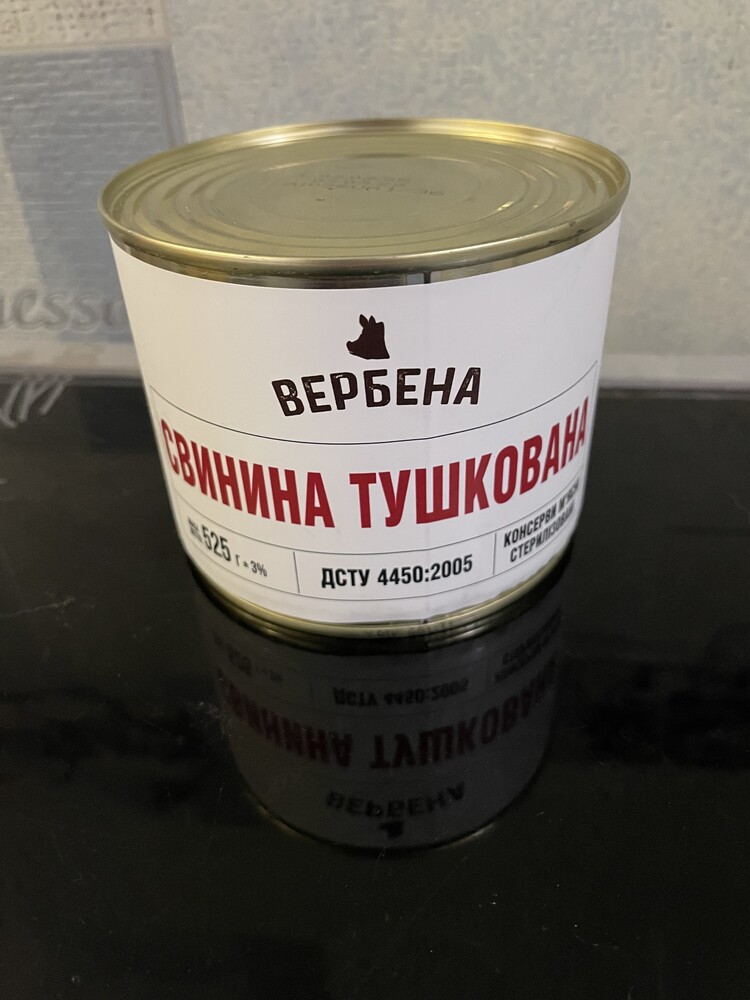 ВЕРБЕНА
СВИНИНА ТУШКОВАНА
525 г ± 3%
ДСТУ 4450:2005
КОНСЕРВИ М'ЯСНІ
СТЕРИЛІЗОВАНІ